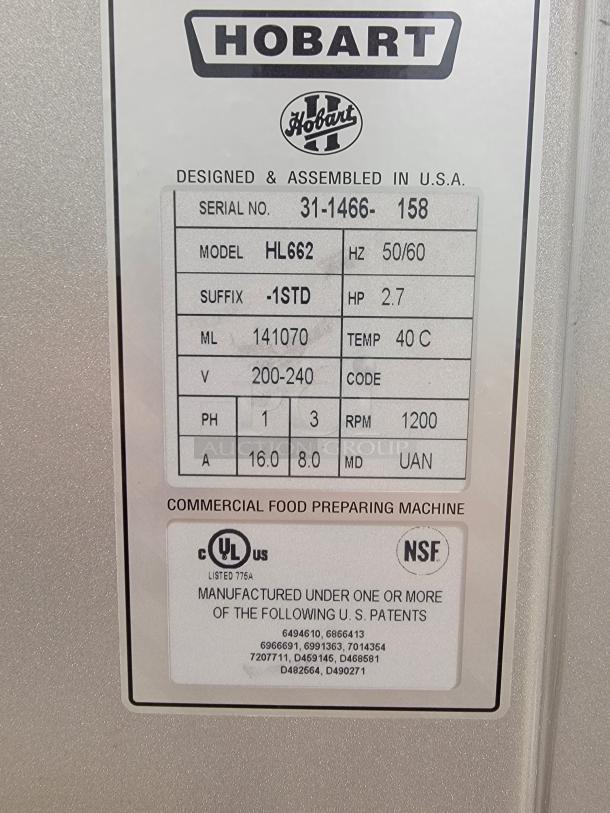 HOBART
Hobart
DESIGNED & ASSEMBLED IN U.S.A.
SERIAL NO. 31-1466- 158
MODEL HL662 HZ 50/60
SUFFIX -1STD HP 2.7
ML 141070 TEMP 40 C
V 200-240 CODE
PH 1 3 RPM 1200
A 16.0 8.0 MD UAN
AUCTION GROUP
COMMERCIAL FOOD PREPARING MACHINE
C UL US NSF
LISTED 776A
MANUFACTURED UNDER ONE OR MORE
OF THE FOLLOWING U. S. PATENTS
6494610, 6866413
6966691, 6991363, 7014354
7207711, D459145, D468581
D482564, D490271